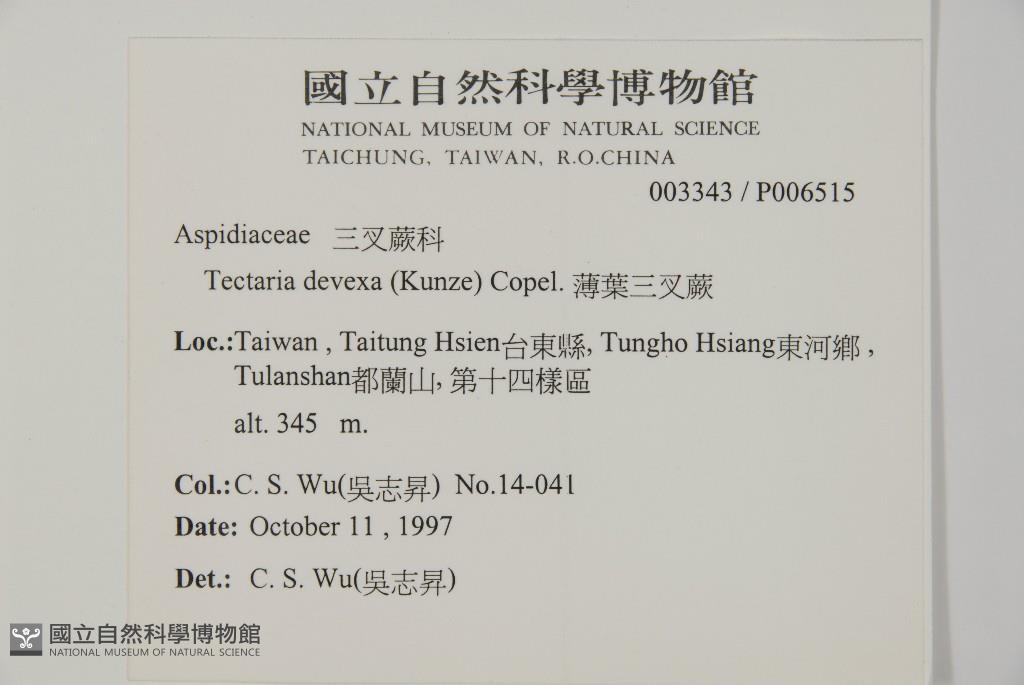 國立自然科學博物館
NATIONAL MUSEUM OF NATURAL SCIENCE
TAICHUNG, TAIWAN, R.O.CHINA
003343 / P006515
Aspidiaceae 三叉蕨科
Tectaria devexa (Kunze) Copel. 薄葉三叉蕨
Loc.:Taiwan , Taitung Hsien台東縣, Tungho Hsiang東河鄉 ,
Tulanshan都蘭山, 第十四樣區
alt. 345 m.
Col.:C. S. Wu(吳志昇) No.14-041
Date: October 11 , 1997
Det.: C. S. Wu(吳志昇)
國立自然科學博物館
NATIONAL MUSEUM OF NATURAL SCIENCE